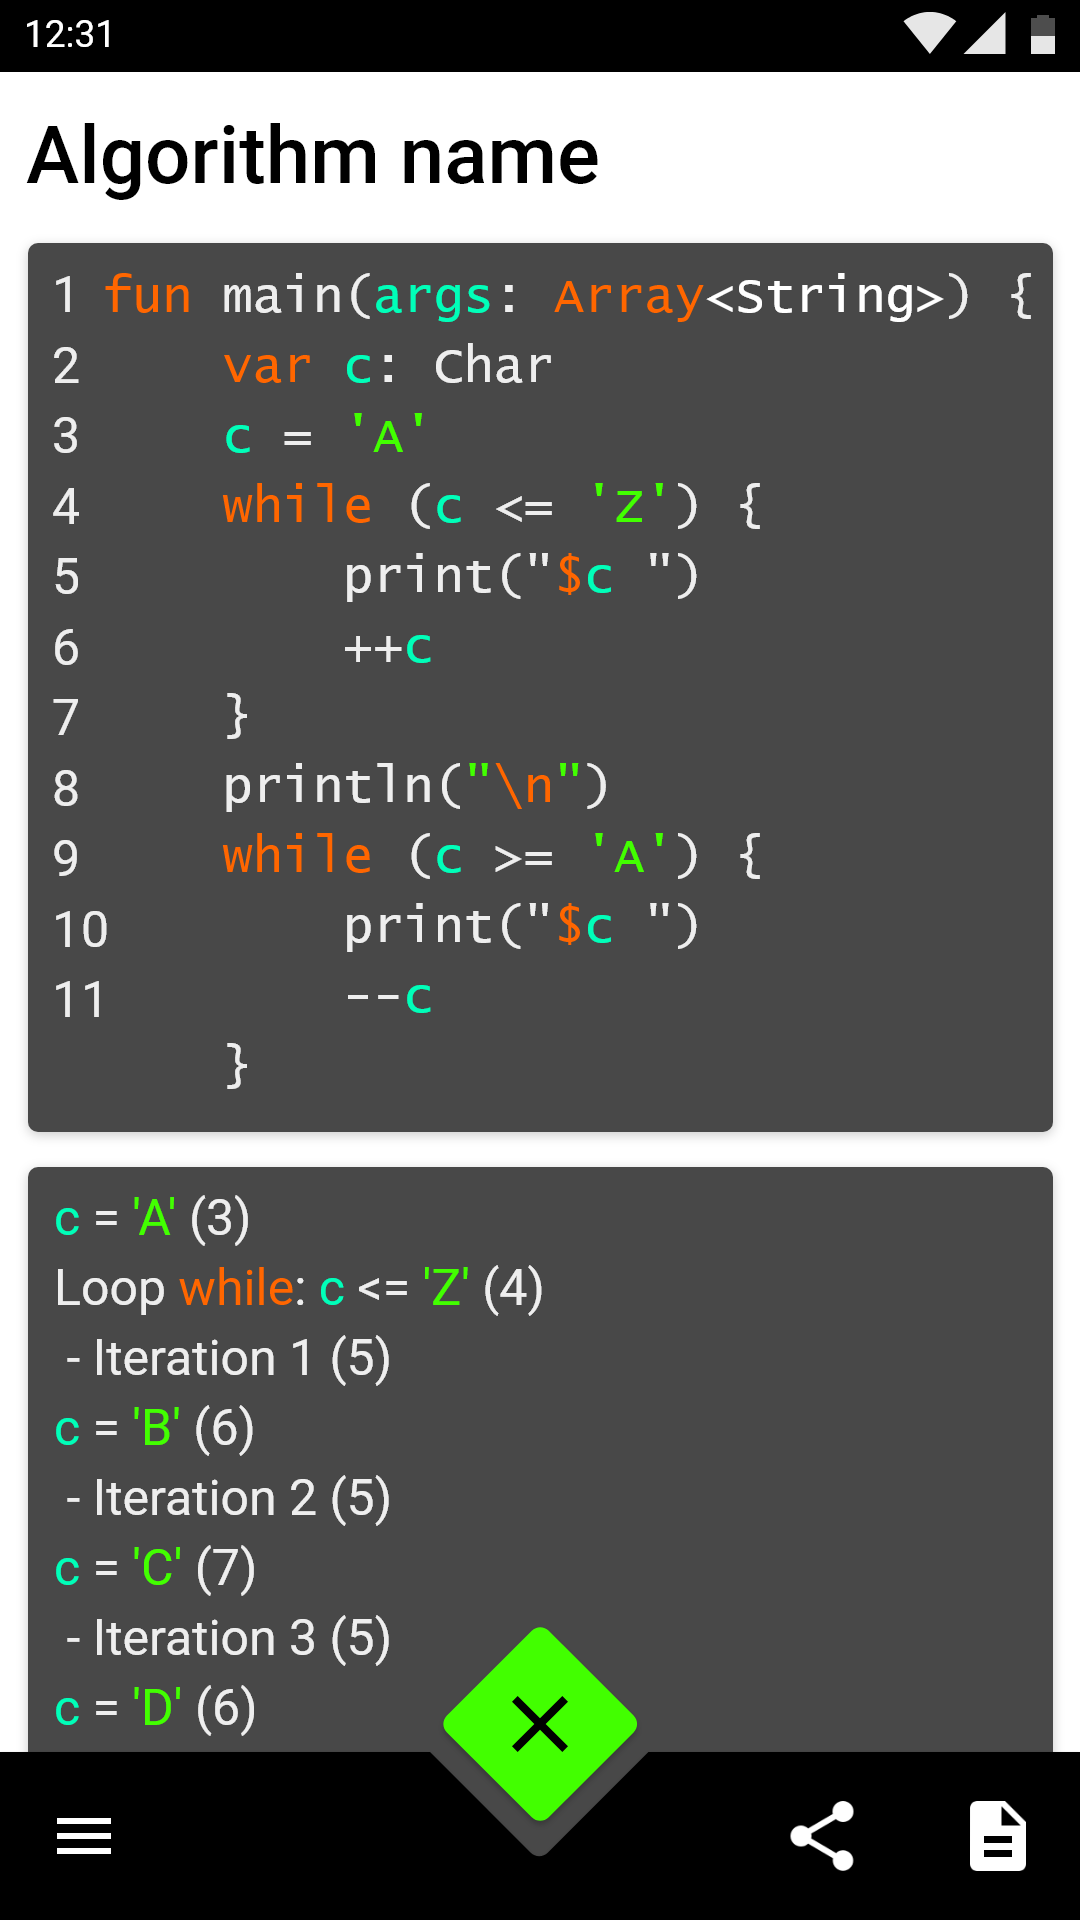 12:31
Algorithm name
1 fun main(args: Array<String>) {
2 var c: Char
3 c = 'A'
4 while (c <= 'Z') {
5 print("$c ")
6 ++c
7 }
8 println("\n")
9 while (c >= 'A') {
10 print("$c ")
11 --c
}
c = 'A' (3)
Loop while: c <= 'Z' (4)
- Iteration 1 (5)
c = 'B' (6)
- Iteration 2 (5)
c = 'C' (7)
- Iteration 3 (5)
c = 'D' (6)